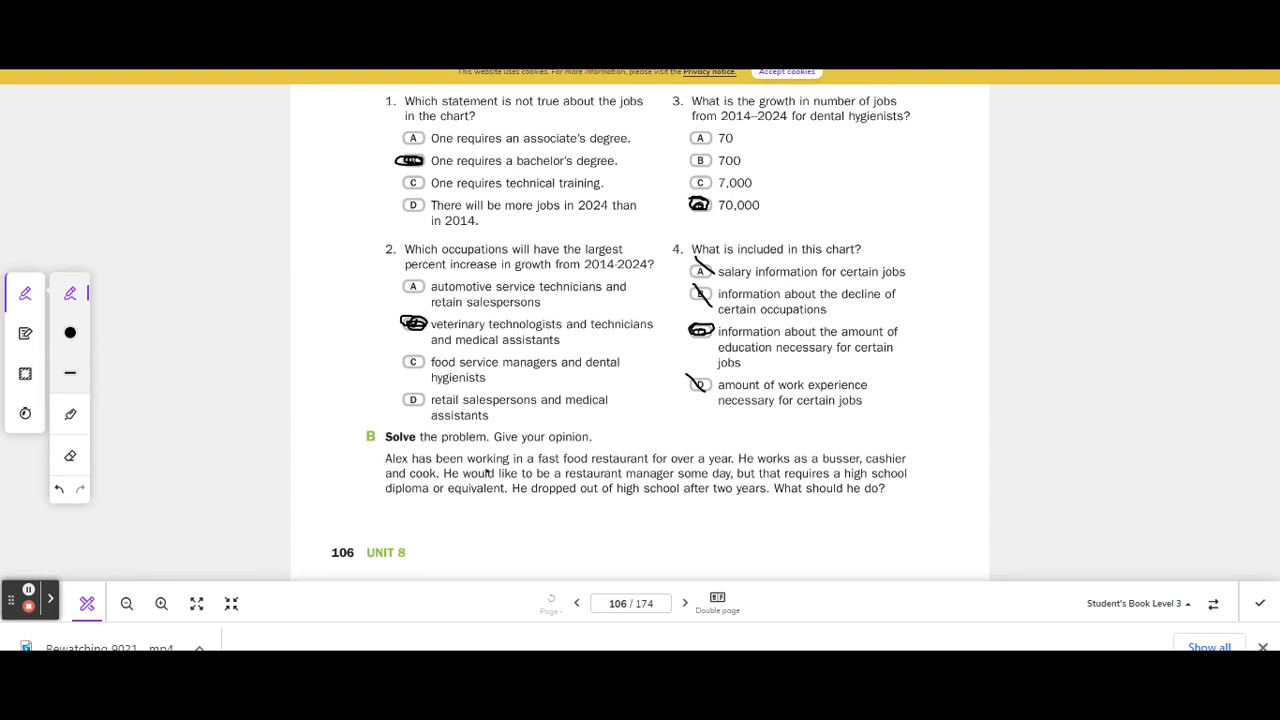 This website uses cookies. For more information, please visit the Privacy notice. Accept cookies
1. Which statement is not true about the jobs
in the chart?
A One requires an associate's degree.
One requires a bachelor's degree.
C One requires technical training.
D There will be more jobs in 2024 than
in 2014.
2. Which occupations will have the largest
percent increase in growth from 2014-2024?
A automotive service technicians and
retain salespersons
veterinary technologists and technicians
and medical assistants
C food service managers and dental
hygienists
D retail salespersons and medical
assistants
3. What is the growth in number of jobs
from 2014–2024 for dental hygienists?
A 70
B 700
C 7,000
70,000
4. What is included in this chart?
A salary information for certain jobs
B information about the decline of
certain occupations
information about the amount of
education necessary for certain
jobs
D amount of work experience
necessary for certain jobs
B Solve the problem. Give your opinion.
Alex has been working in a fast food restaurant for over a year. He works as a busser, cashier
and cook. He would like to be a restaurant manager some day, but that requires a high school
diploma or equivalent. He dropped out of high school after two years. What should he do?
106 UNIT 8
Page
106 / 174
Double page
Student's Book Level 3
Rewatching 9021 .mp4
Show all